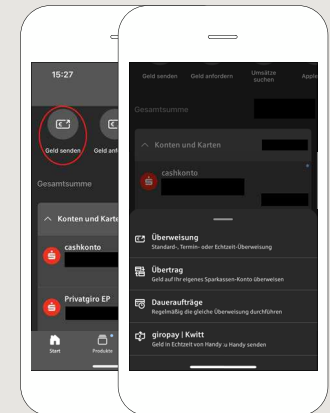 15:27
Geld senden
Geld anf
Gesamtsumme
Konten und Karte
cashkonto
Privatgiro EP
Start
Produkte
Geld senden
Geld anfordern
Umsätze
suchen
Apple
Gesamtsumme
Konten und Karten
cashkonto
Überweisung
Standard-, Termin- oder Echtzeit-Überweisung
Übertrag
Geld auf Ihr eigenes Sparkassen-Konto überweisen
Daueraufträge
Regelmäßig die gleiche Überweisung durchführen
giropay | Kwitt
Geld in Echtzeit von Handy zu Handy senden